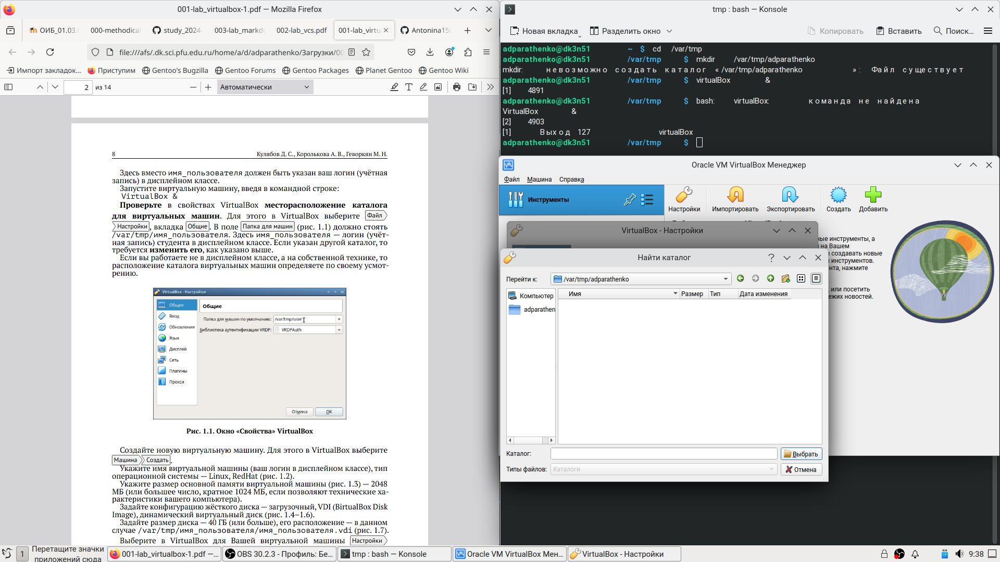 001-lab_virtualbox-1.pdf — Mozilla Firefox
ОИБ_01.03.0
000-methodical
study_2024-
003-lab_markdo
002-lab_vcs.pdf
001-lab_virtu
Antonina150
file:///afs/.dk.sci.pfu.edu.ru/home/a/d/adparathenko/Загрузки/00
Импорт закладок...
Приступим
Gentoo's Bugzilla
Gentoo Forums
Gentoo Packages
Planet Gentoo
Gentoo Wiki
2 из 14
Автоматически
8 Кулябов Д. С., Королькова А. В., Геворкян М. Н.
Здесь вместо имя_пользователя должен быть указан ваш логин (учётная
запись) в дисплейном классе.
Запустите виртуальную машину, введя в командной строке:
VirtualBox &
Проверьте в свойствах VirtualBox месторасположение каталога
для виртуальных машин. Для этого в VirtualBox выберите Файл
Настройки, вкладка Общие. В поле Папка для машин (рис. 1.1) должно стоять
/var/tmp/имя_пользователя. Здесь имя_пользователя — логин (учёт-
ная запись) студента в дисплейном классе. Если указан другой каталог, то
требуется изменить его, как указано выше.
Если вы работаете не в дисплейном классе, а на собственной технике, то
расположение каталога виртуальных машин определяете по своему усмот-
рению.
VirtualBox - Настройки
Общие
Ввод
Обновления
Язык
Дисплей
Сеть
Плагины
Прокси
Общие
Папка для машин по умолчанию: /var/tmp/user
Библиотека аутентификации VRDP: VRDPAuth
Отмена
OK
Рис. 1.1. Окно «Свойства» VirtualBox
Создайте новую виртуальную машину. Для этого в VirtualBox выберите
Машина Создать.
Укажите имя виртуальной машины (ваш логин в дисплейном классе), тип
операционной системы — Linux, RedHat (рис. 1.2).
Укажите размер основной памяти виртуальной машины (рис. 1.3) — 2048
МБ (или большее число, кратное 1024 МБ, если позволяют технические ха-
рактеристики вашего компьютера).
Задайте конфигурацию жёсткого диска — загрузочный, VDI (BirtualBox Disk
Image), динамический виртуальный диск (рис. 1.4–1.6).
Задайте размер диска — 40 ГБ (или больше), его расположение — в данном
случае /var/tmp/имя_пользователя/имя_пользователя.vdi (рис. 1.7).
Выберите в VirtualBox для Вашей виртуальной машины Настройки
tmp : bash — Konsole
Новая вкладка
Разделить окно
Копировать
Вставить
Поиск...
adparathenko@dk3n51 ~ $ cd /var/tmp
adparathenko@dk3n51 /var/tmp $ mkdir /var/tmp/adparathenko
mkdir: невозможно создать каталог «/var/tmp/adparathenko»: Файл существует
adparathenko@dk3n51 /var/tmp $ virtualBox &
[1] 4891
adparathenko@dk3n51 /var/tmp $ bash: virtualBox: команда не найдена
VirtualBox &
[2] 4903
[1] Выход 127 virtualBox
adparathenko@dk3n51 /var/tmp $
Oracle VM VirtualBox Менеджер
Файл Машина Справка
Инструменты
Настройки
Импортировать
Экспортировать
Создать
Добавить
VirtualBox - Настройки
ные инструменты, а
на Вашем
создавать новые
инструментов.
нта, нажмите
или посетить
ежих новостей.
Найти каталог
Перейти к: /var/tmp/adparathenko
Компьютер
adparathen
Имя Размер Тип Дата изменения
Каталог:
Выбрать
Типы файлов: Каталоги
Отмена
1
Перетащите значки
приложений сюда
001-lab_virtualbox-1.pdf —...
OBS 30.2.3 - Профиль: Бе...
tmp : bash — Konsole
Oracle VM VirtualBox Мен...
VirtualBox - Настройки
9:38